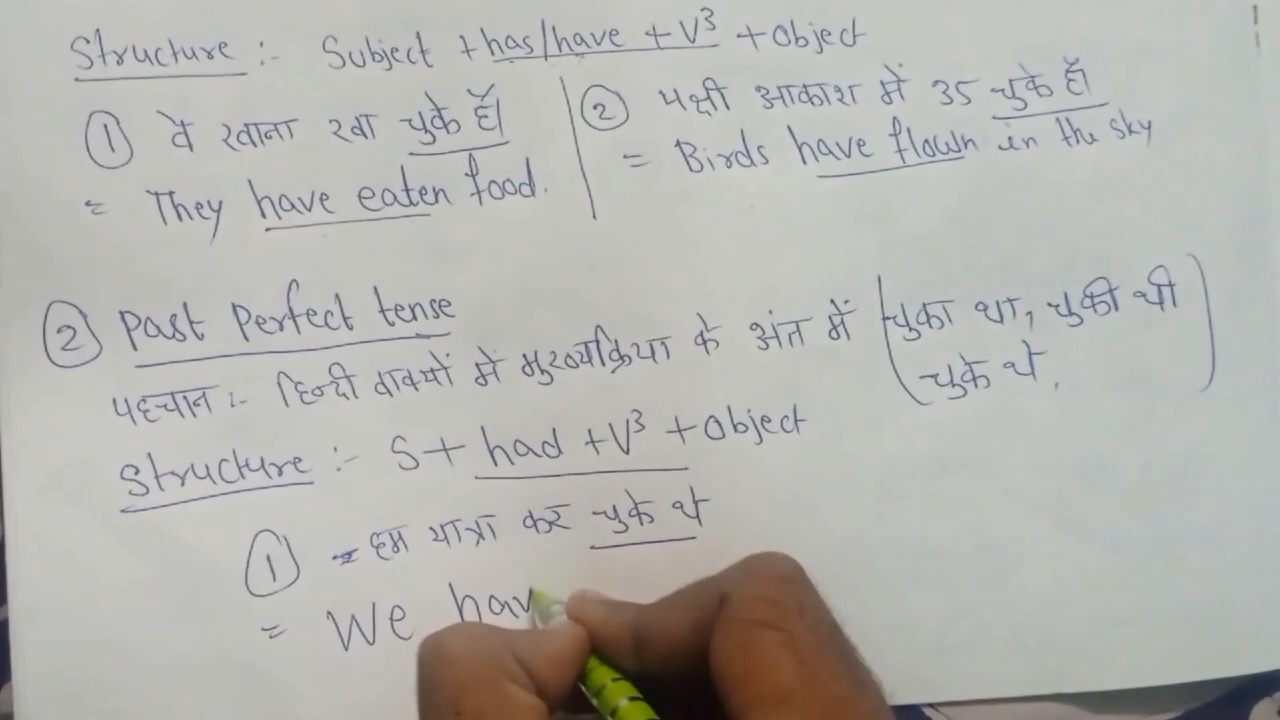 Structure :- Subject + has/have + V³ + Object
① वे खाना खा चुके हैं।
= They have eaten food.
② पक्षी आकाश में उड़ चुके हैं।
= Birds have flown in the sky
② Past Perfect tense
पहचान :- हिन्दी वाक्यों में मुख्यक्रिया के अंत में (चुका था, चुकी थी
चुके थे,)
Structure :- S + had + V³ + Object
① हम यात्रा कर चुके थे
= We hav